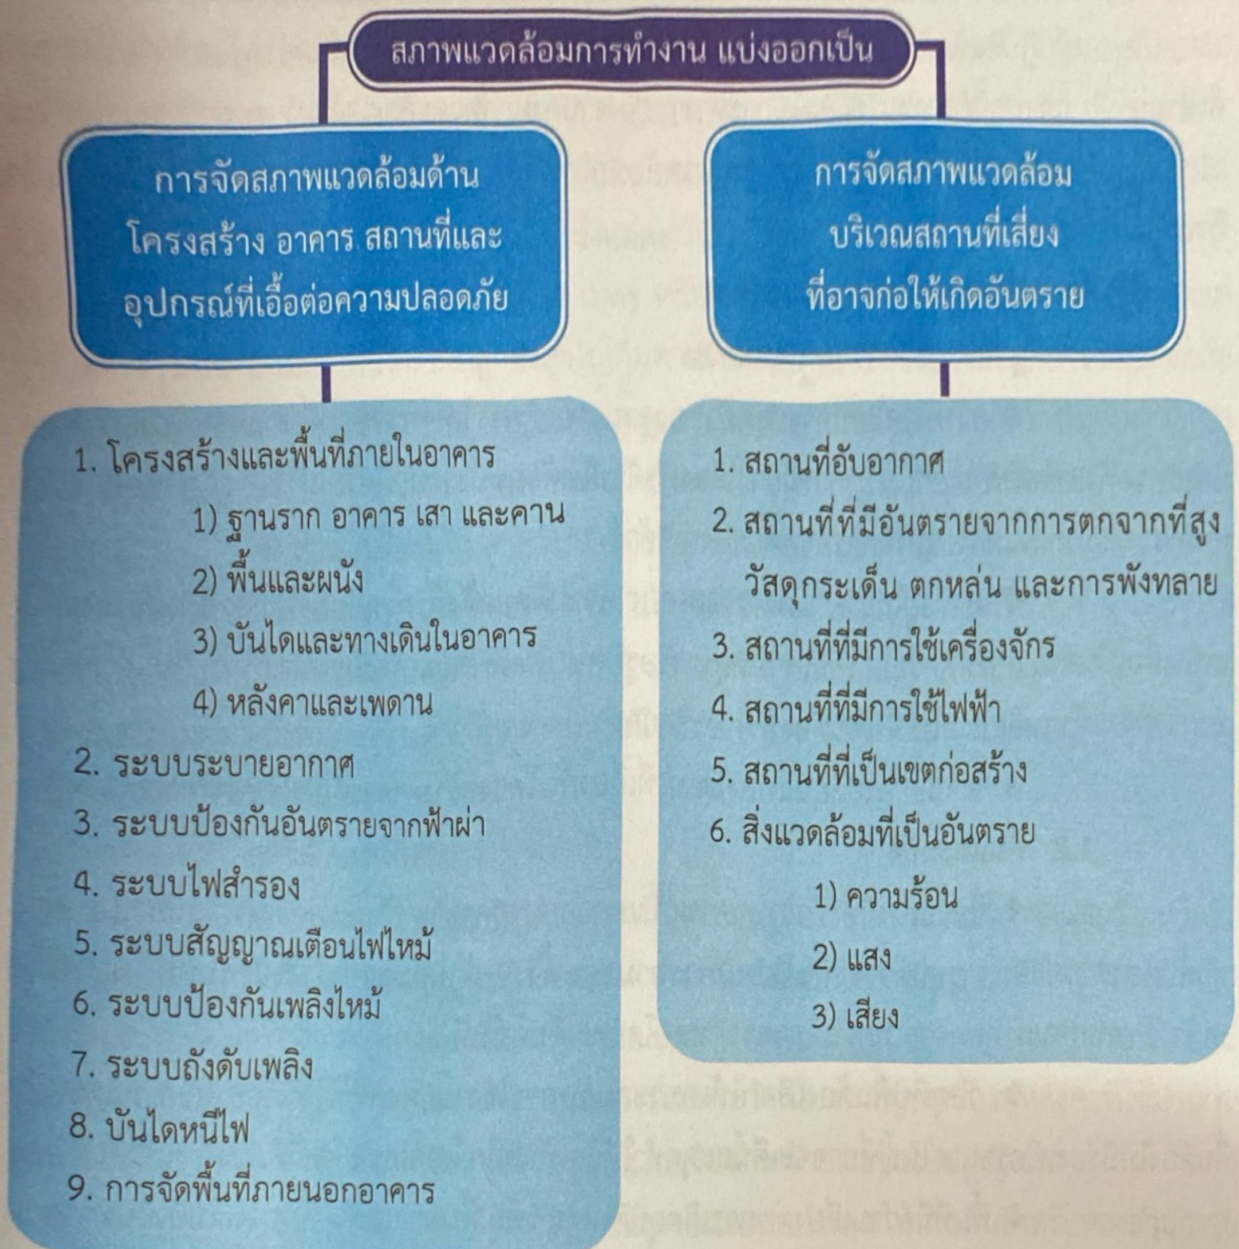 สภาพแวดล้อมการทำงาน แบ่งออกเป็น
การจัดสภาพแวดล้อมด้าน
โครงสร้าง อาคาร สถานที่และ
อุปกรณ์ที่เอื้อต่อความปลอดภัย
1. โครงสร้างและพื้นที่ภายในอาคาร
1) ฐานราก อาคาร เสา และคาน
2) พื้นและผนัง
3) บันไดและทางเดินในอาคาร
4) หลังคาและเพดาน
2. ระบบระบายอากาศ
3. ระบบป้องกันอันตรายจากฟ้าผ่า
4. ระบบไฟสำรอง
5. ระบบสัญญาณเตือนไฟไหม้
6. ระบบป้องกันเพลิงไหม้
7. ระบบถังดับเพลิง
8. บันไดหนีไฟ
9. การจัดพื้นที่ภายนอกอาคาร
การจัดสภาพแวดล้อม
บริเวณสถานที่เสี่ยง
ที่อาจก่อให้เกิดอันตราย
1. สถานที่อับอากาศ
2. สถานที่ที่มีอันตรายจากการตกจากที่สูง
วัสดุกระเด็น ตกหล่น และการพังทลาย
3. สถานที่ที่มีการใช้เครื่องจักร
4. สถานที่ที่มีการใช้ไฟฟ้า
5. สถานที่ที่เป็นเขตก่อสร้าง
6. สิ่งแวดล้อมที่เป็นอันตราย
1) ความร้อน
2) แสง
3) เสียง